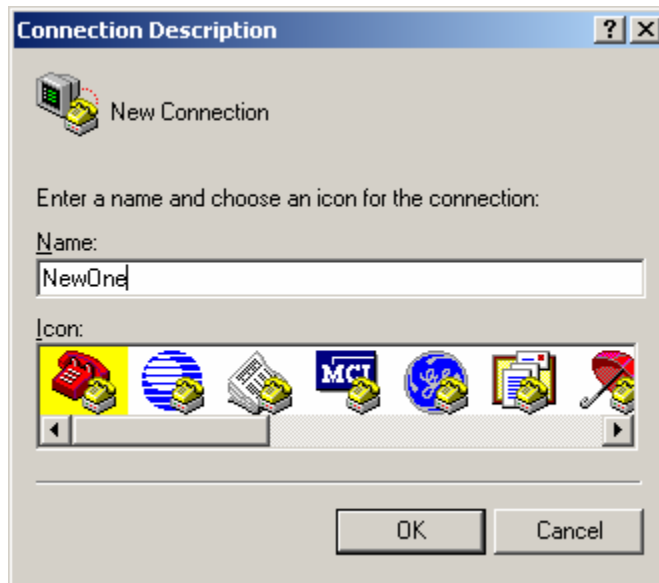 Connection Description
New Connection
Enter a name and choose an icon for the connection:
Name:
NewOne
Icon:
MCI
OK
Cancel